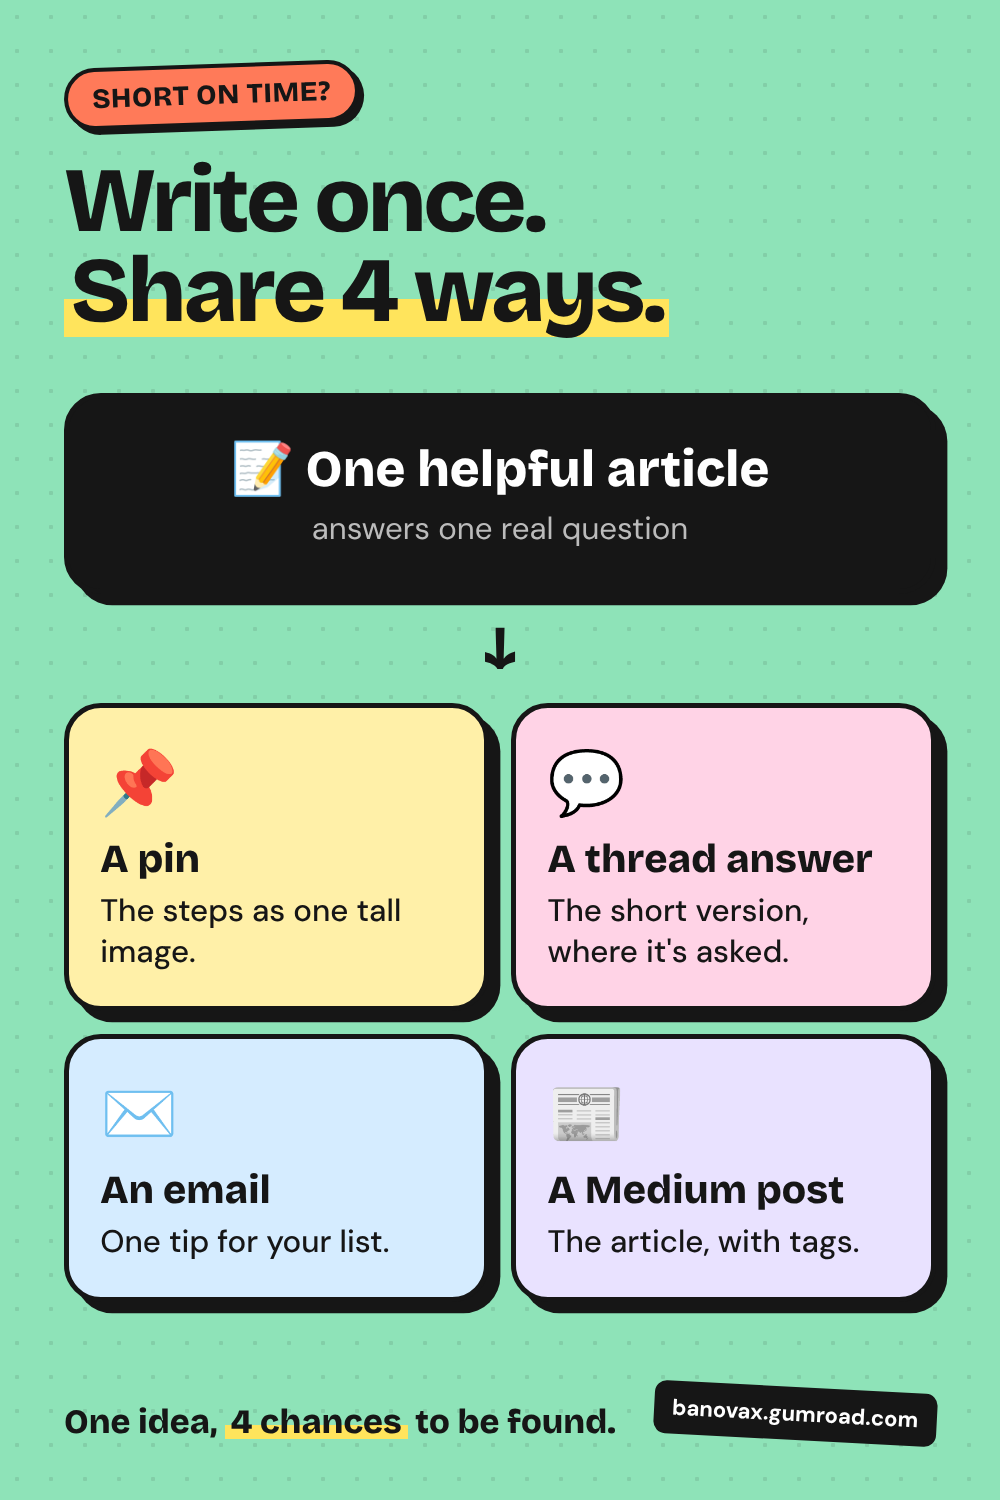 SHORT ON TIME?
Write once.
Share 4 ways.
One helpful article
answers one real question
A pin
The steps as one tall
image.
A thread answer
The short version,
where it's asked.
An email
One tip for your list.
A Medium post
The article, with tags.
One idea, 4 chances to be found.
banovax.gumroad.com